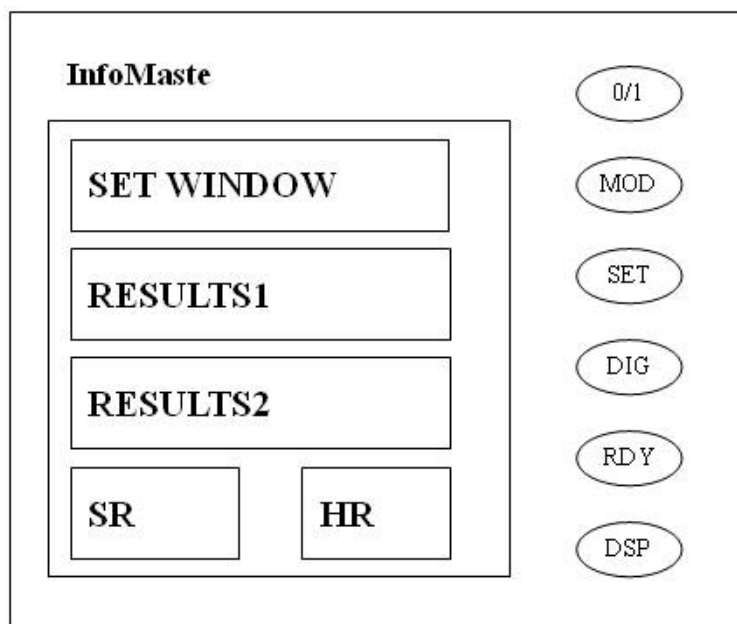 InfoMaste
0/1
SET WINDOW
MOD
SET
RESULTS1
DIG
RESULTS2
RDY
SR
HR
DSP